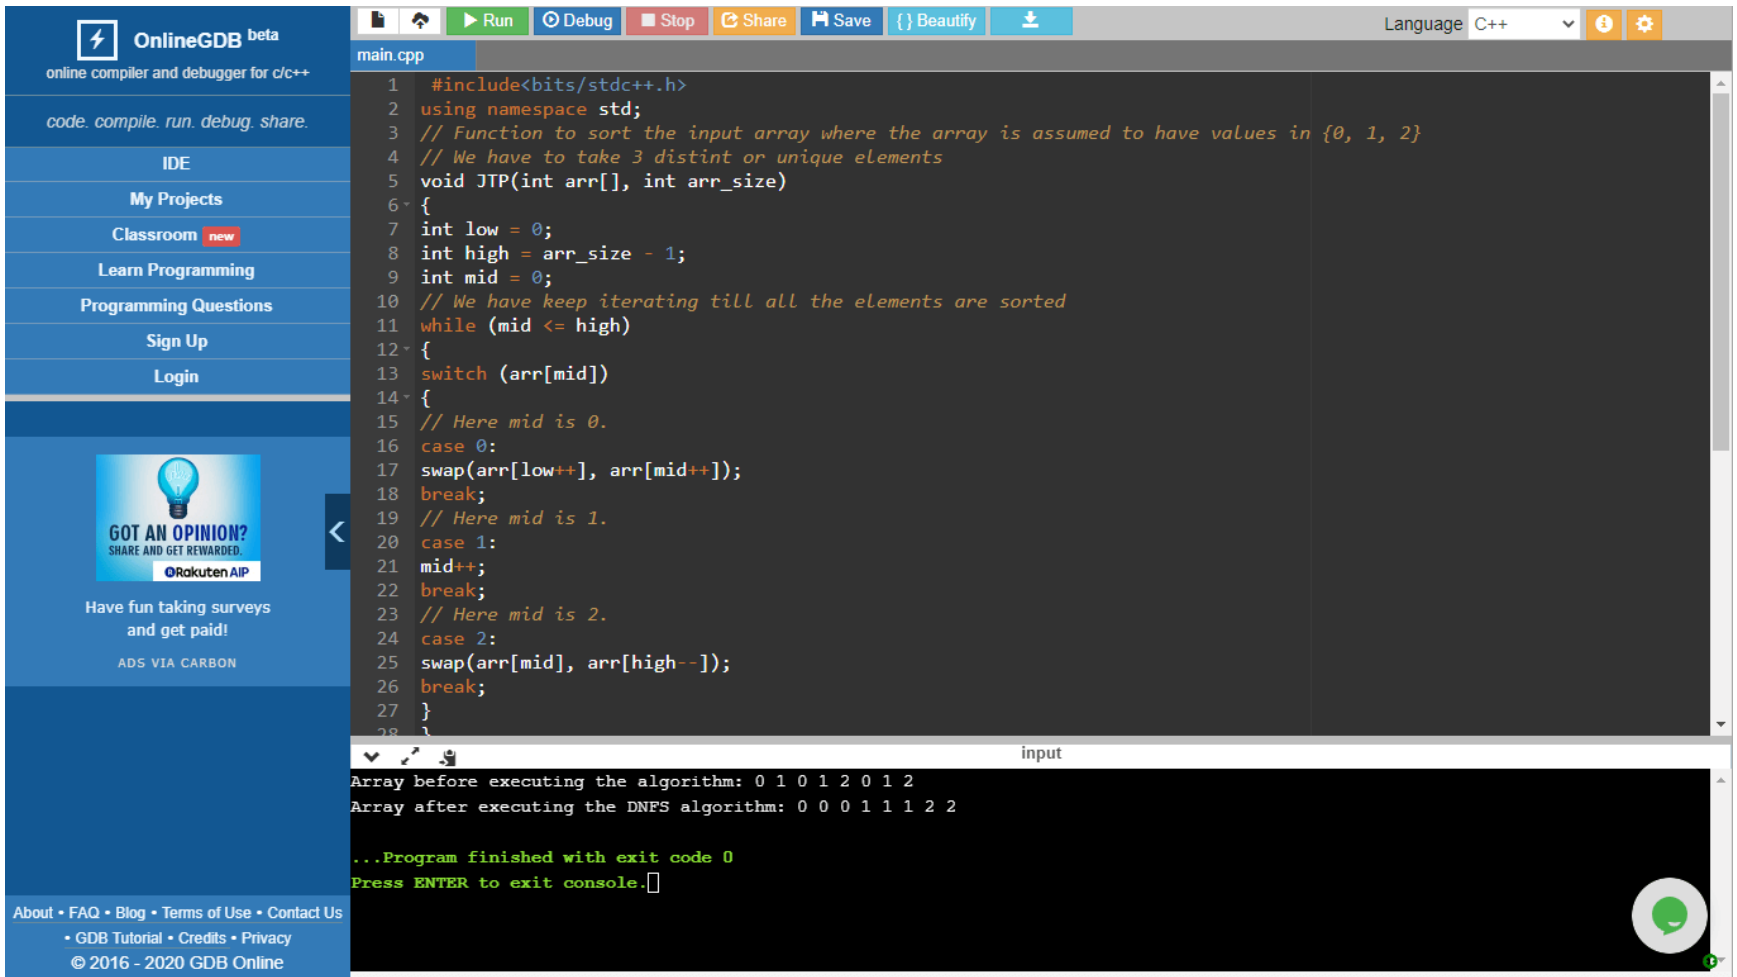 OnlineGDB beta
online compiler and debugger for c/c++
code. compile. run. debug. share.
IDE
My Projects
Classroom new
Learn Programming
Programming Questions
Sign Up
Login
GOT AN OPINION?
SHARE AND GET REWARDED.
Rakuten AIP
Have fun taking surveys
and get paid!
ADS VIA CARBON
About • FAQ • Blog • Terms of Use • Contact Us
• GDB Tutorial • Credits • Privacy
© 2016 - 2020 GDB Online
Run Debug Stop Share Save {} Beautify Language C++
main.cpp
1 #include<bits/stdc++.h>
2 using namespace std;
3 // Function to sort the input array where the array is assumed to have values in {0, 1, 2}
4 // We have to take 3 distint or unique elements
5 void JTP(int arr[], int arr_size)
6 {
7 int low = 0;
8 int high = arr_size - 1;
9 int mid = 0;
10 // We have keep iterating till all the elements are sorted
11 while (mid <= high)
12 {
13 switch (arr[mid])
14 {
15 // Here mid is 0.
16 case 0:
17 swap(arr[low++], arr[mid++]);
18 break;
19 // Here mid is 1.
20 case 1:
21 mid++;
22 break;
23 // Here mid is 2.
24 case 2:
25 swap(arr[mid], arr[high--]);
26 break;
27 }
28 }
input
Array before executing the algorithm: 0 1 0 1 2 0 1 2
Array after executing the DNFS algorithm: 0 0 0 1 1 1 2 2
...Program finished with exit code 0
Press ENTER to exit console.